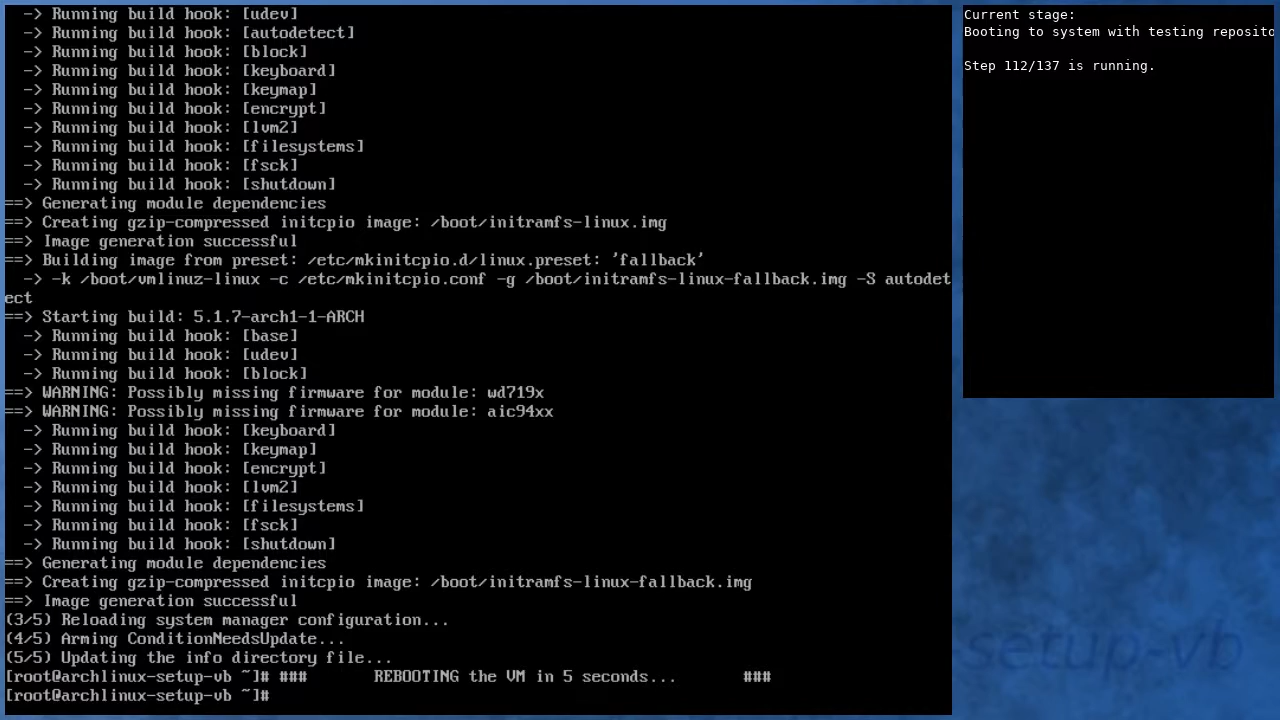 -> Running build hook: [udev]
-> Running build hook: [autodetect]
-> Running build hook: [block]
-> Running build hook: [keyboard]
-> Running build hook: [keymap]
-> Running build hook: [encrypt]
-> Running build hook: [lvm2]
-> Running build hook: [filesystems]
-> Running build hook: [fsck]
-> Running build hook: [shutdown]
==> Generating module dependencies
==> Creating gzip-compressed initcpio image: /boot/initramfs-linux.img
==> Image generation successful
==> Building image from preset: /etc/mkinitcpio.d/linux.preset: 'fallback'
-> -k /boot/vmlinuz-linux -c /etc/mkinitcpio.conf -g /boot/initramfs-linux-fallback.img -S autodet
ect
==> Starting build: 5.1.7-arch1-1-ARCH
-> Running build hook: [base]
-> Running build hook: [udev]
-> Running build hook: [block]
==> WARNING: Possibly missing firmware for module: wd719x
==> WARNING: Possibly missing firmware for module: aic94xx
-> Running build hook: [keyboard]
-> Running build hook: [keymap]
-> Running build hook: [encrypt]
-> Running build hook: [lvm2]
-> Running build hook: [filesystems]
-> Running build hook: [fsck]
-> Running build hook: [shutdown]
==> Generating module dependencies
==> Creating gzip-compressed initcpio image: /boot/initramfs-linux-fallback.img
==> Image generation successful
(3/5) Reloading system manager configuration...
(4/5) Arming ConditionNeedsUpdate...
(5/5) Updating the info directory file...
[root@archlinux-setup-vb ~]# ### REBOOTING the VM in 5 seconds... ###
[root@archlinux-setup-vb ~]#
Current stage:
Booting to system with testing reposito
Step 112/137 is running.
setup-vb